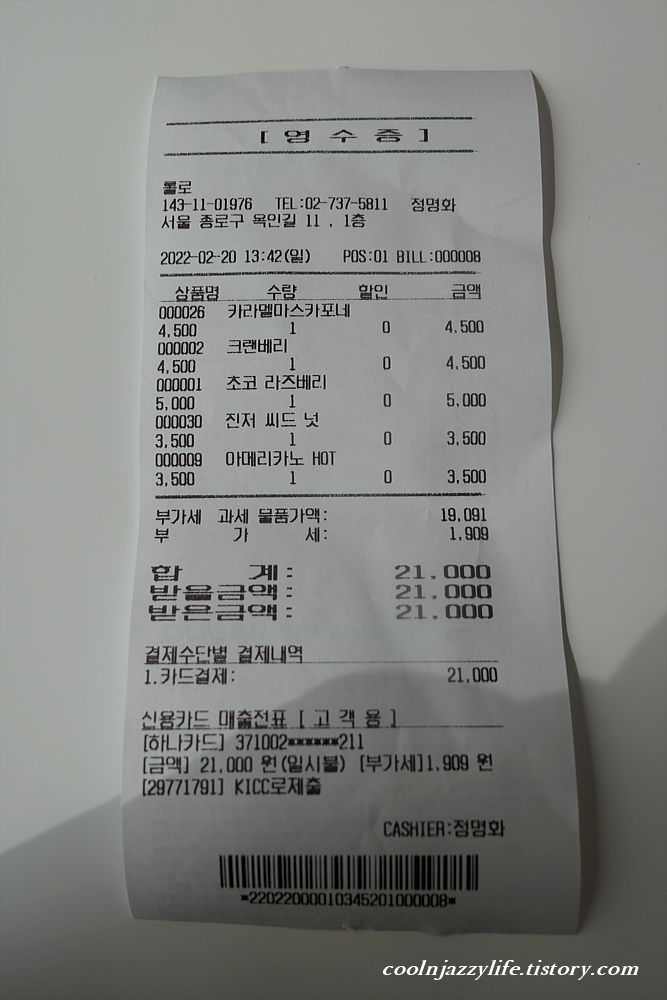 [ 영 수 증 ]
롤로
143-11-01976 TEL:02-737-5811 정명화
서울 종로구 옥인길 11 , 1층
2022-02-20 13:42(일) POS:01 BILL:000008
상품명 수량 할인 금액
000026 카라멜마스카포네
4,500 1 0 4,500
000002 크랜베리
4,500 1 0 4,500
000001 초코 라즈베리
5,000 1 0 5,000
000030 진저 씨드 넛
3,500 1 0 3,500
000009 아메리카노 HOT
3,500 1 0 3,500
부가세 과세 물품가액: 19,091
부 가 세: 1,909
합 계: 21,000
받을금액: 21,000
받은금액: 21,000
결제수단별 결제내역
1.카드결제: 21,000
신용카드 매출전표 [ 고 객 용 ]
[하나카드] 371002******211
[금액] 21,000 원(일시불) [부가세]1,909 원
[29771791] KICC로제출
CASHIER:정명화
*22022000010345201000008*
coolnjazzylife.tistory.com